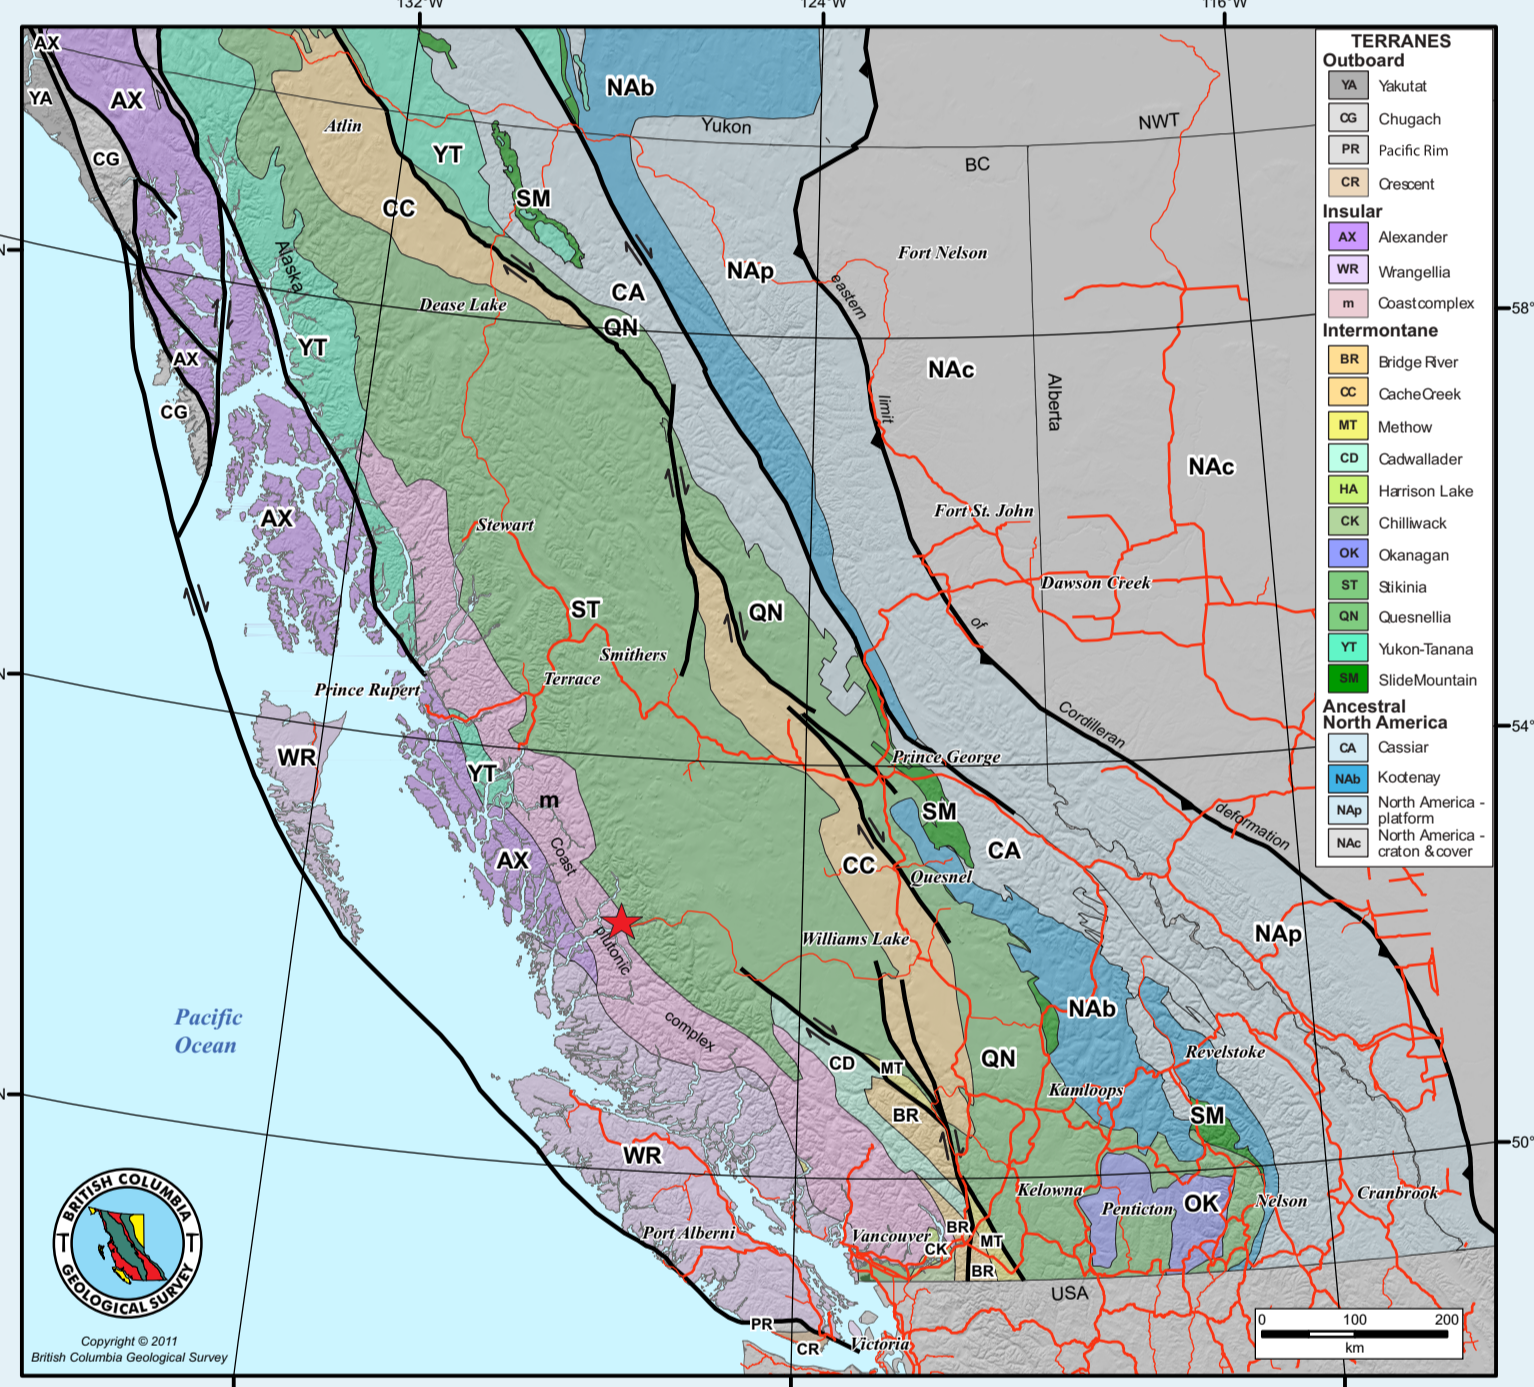 132°W
124°W
116°W
AX
YA
AX
CG
NAb
Yukon
NWT
BC
Atlin
YT
CC
SM
Alaska
Fort Nelson
NAp
eastern
CA
Dease Lake
QN
58°
YT
AX
CG
NAc
limit
Alberta
NAc
AX
Stewart
Fort St. John
Dawson Creek
ST
QN
of
Smithers
Terrace
Prince Rupert
Cordilleran
54°
WR
YT
Prince George
m
SM
deformation
AX
Coast
CC
CA
Quesnel
plutonic
Williams Lake
NAp
Pacific
Ocean
complex
NAb
QN
Revelstoke
CD
MT
Kamloops
BR
SM
50°
WR
Kelowna
Penticton
OK
Nelson
Cranbrook
Port Alberni
Vancouver
BR
CK
MT
BR
USA
PR
CR
Victoria
BRITISH COLUMBIA
GEOLOGICAL SURVEY
Copyright © 2011
British Columbia Geological Survey
0 100 200
km
TERRANES
Outboard
YA Yakutat
CG Chugach
PR Pacific Rim
CR Crescent
Insular
AX Alexander
WR Wrangellia
m Coast complex
Intermontane
BR Bridge River
CC Cache Creek
MT Methow
CD Cadwallader
HA Harrison Lake
CK Chilliwack
OK Okanagan
ST Stikinia
QN Quesnellia
YT Yukon-Tanana
SM Slide Mountain
Ancestral
North America
CA Cassiar
NAb Kootenay
NAp North America -
platform
NAc North America -
craton & cover